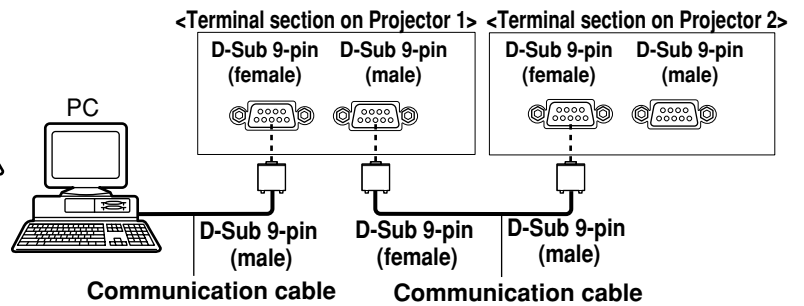 <Terminal section on Projector 1> <Terminal section on Projector 2>
D-Sub 9-pin D-Sub 9-pin D-Sub 9-pin D-Sub 9-pin
(female) (male) (female) (male)
PC
D-Sub 9-pin D-Sub 9-pin D-Sub 9-pin
(male) (female) (male)
Communication cable Communication cable